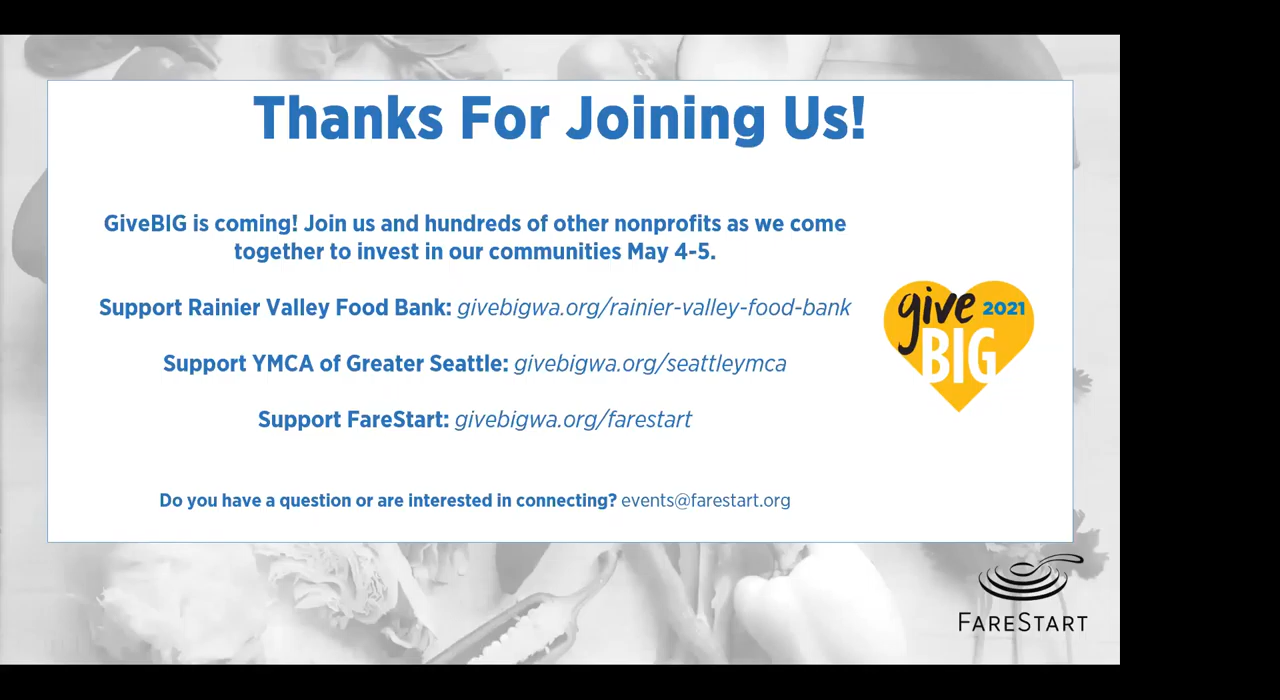 Thanks For Joining Us!
GiveBIG is coming! Join us and hundreds of other nonprofits as we come
together to invest in our communities May 4-5.
Support Rainier Valley Food Bank: givebigwa.org/rainier-valley-food-bank
give 2021
BIG
Support YMCA of Greater Seattle: givebigwa.org/seattleymca
Support FareStart: givebigwa.org/farestart
Do you have a question or are interested in connecting? events@farestart.org
FARESTART